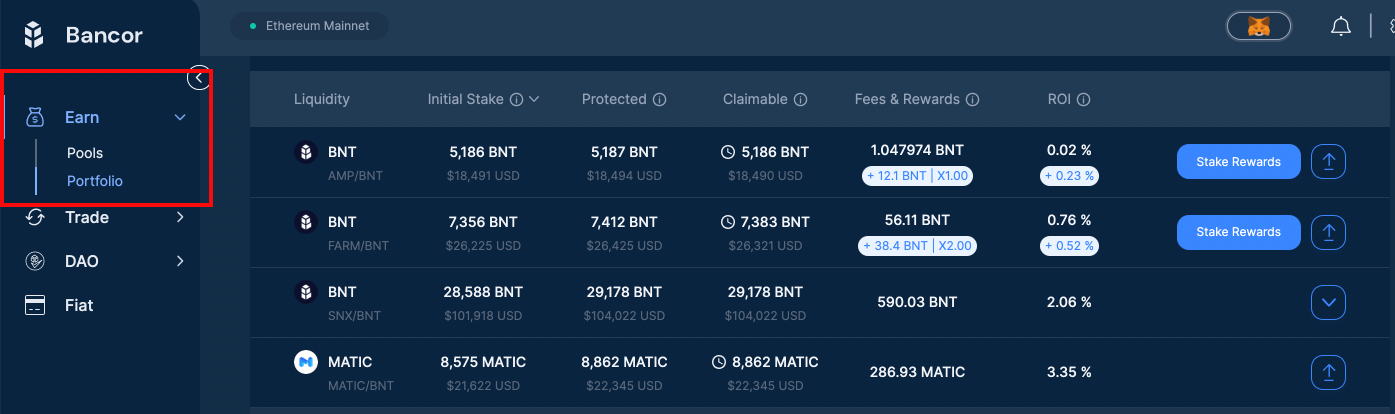 Bancor
Ethereum Mainnet
Earn
Pools
Portfolio
Trade
DAO
Fiat
Liquidity Initial Stake Protected Claimable Fees & Rewards ROI
BNT 5,186 BNT 5,187 BNT 5,186 BNT 1.047974 BNT 0.02 % Stake Rewards
AMP/BNT $18,491 USD $18,494 USD $18,490 USD + 12.1 BNT | X1.00 + 0.23 %
BNT 7,356 BNT 7,412 BNT 7,383 BNT 56.11 BNT 0.76 % Stake Rewards
FARM/BNT $26,225 USD $26,425 USD $26,321 USD + 38.4 BNT | X2.00 + 0.52 %
BNT 28,588 BNT 29,178 BNT 29,178 BNT 590.03 BNT 2.06 %
SNX/BNT $101,918 USD $104,022 USD $104,022 USD
MATIC 8,575 MATIC 8,862 MATIC 8,862 MATIC 286.93 MATIC 3.35 %
MATIC/BNT $21,622 USD $22,345 USD $22,345 USD